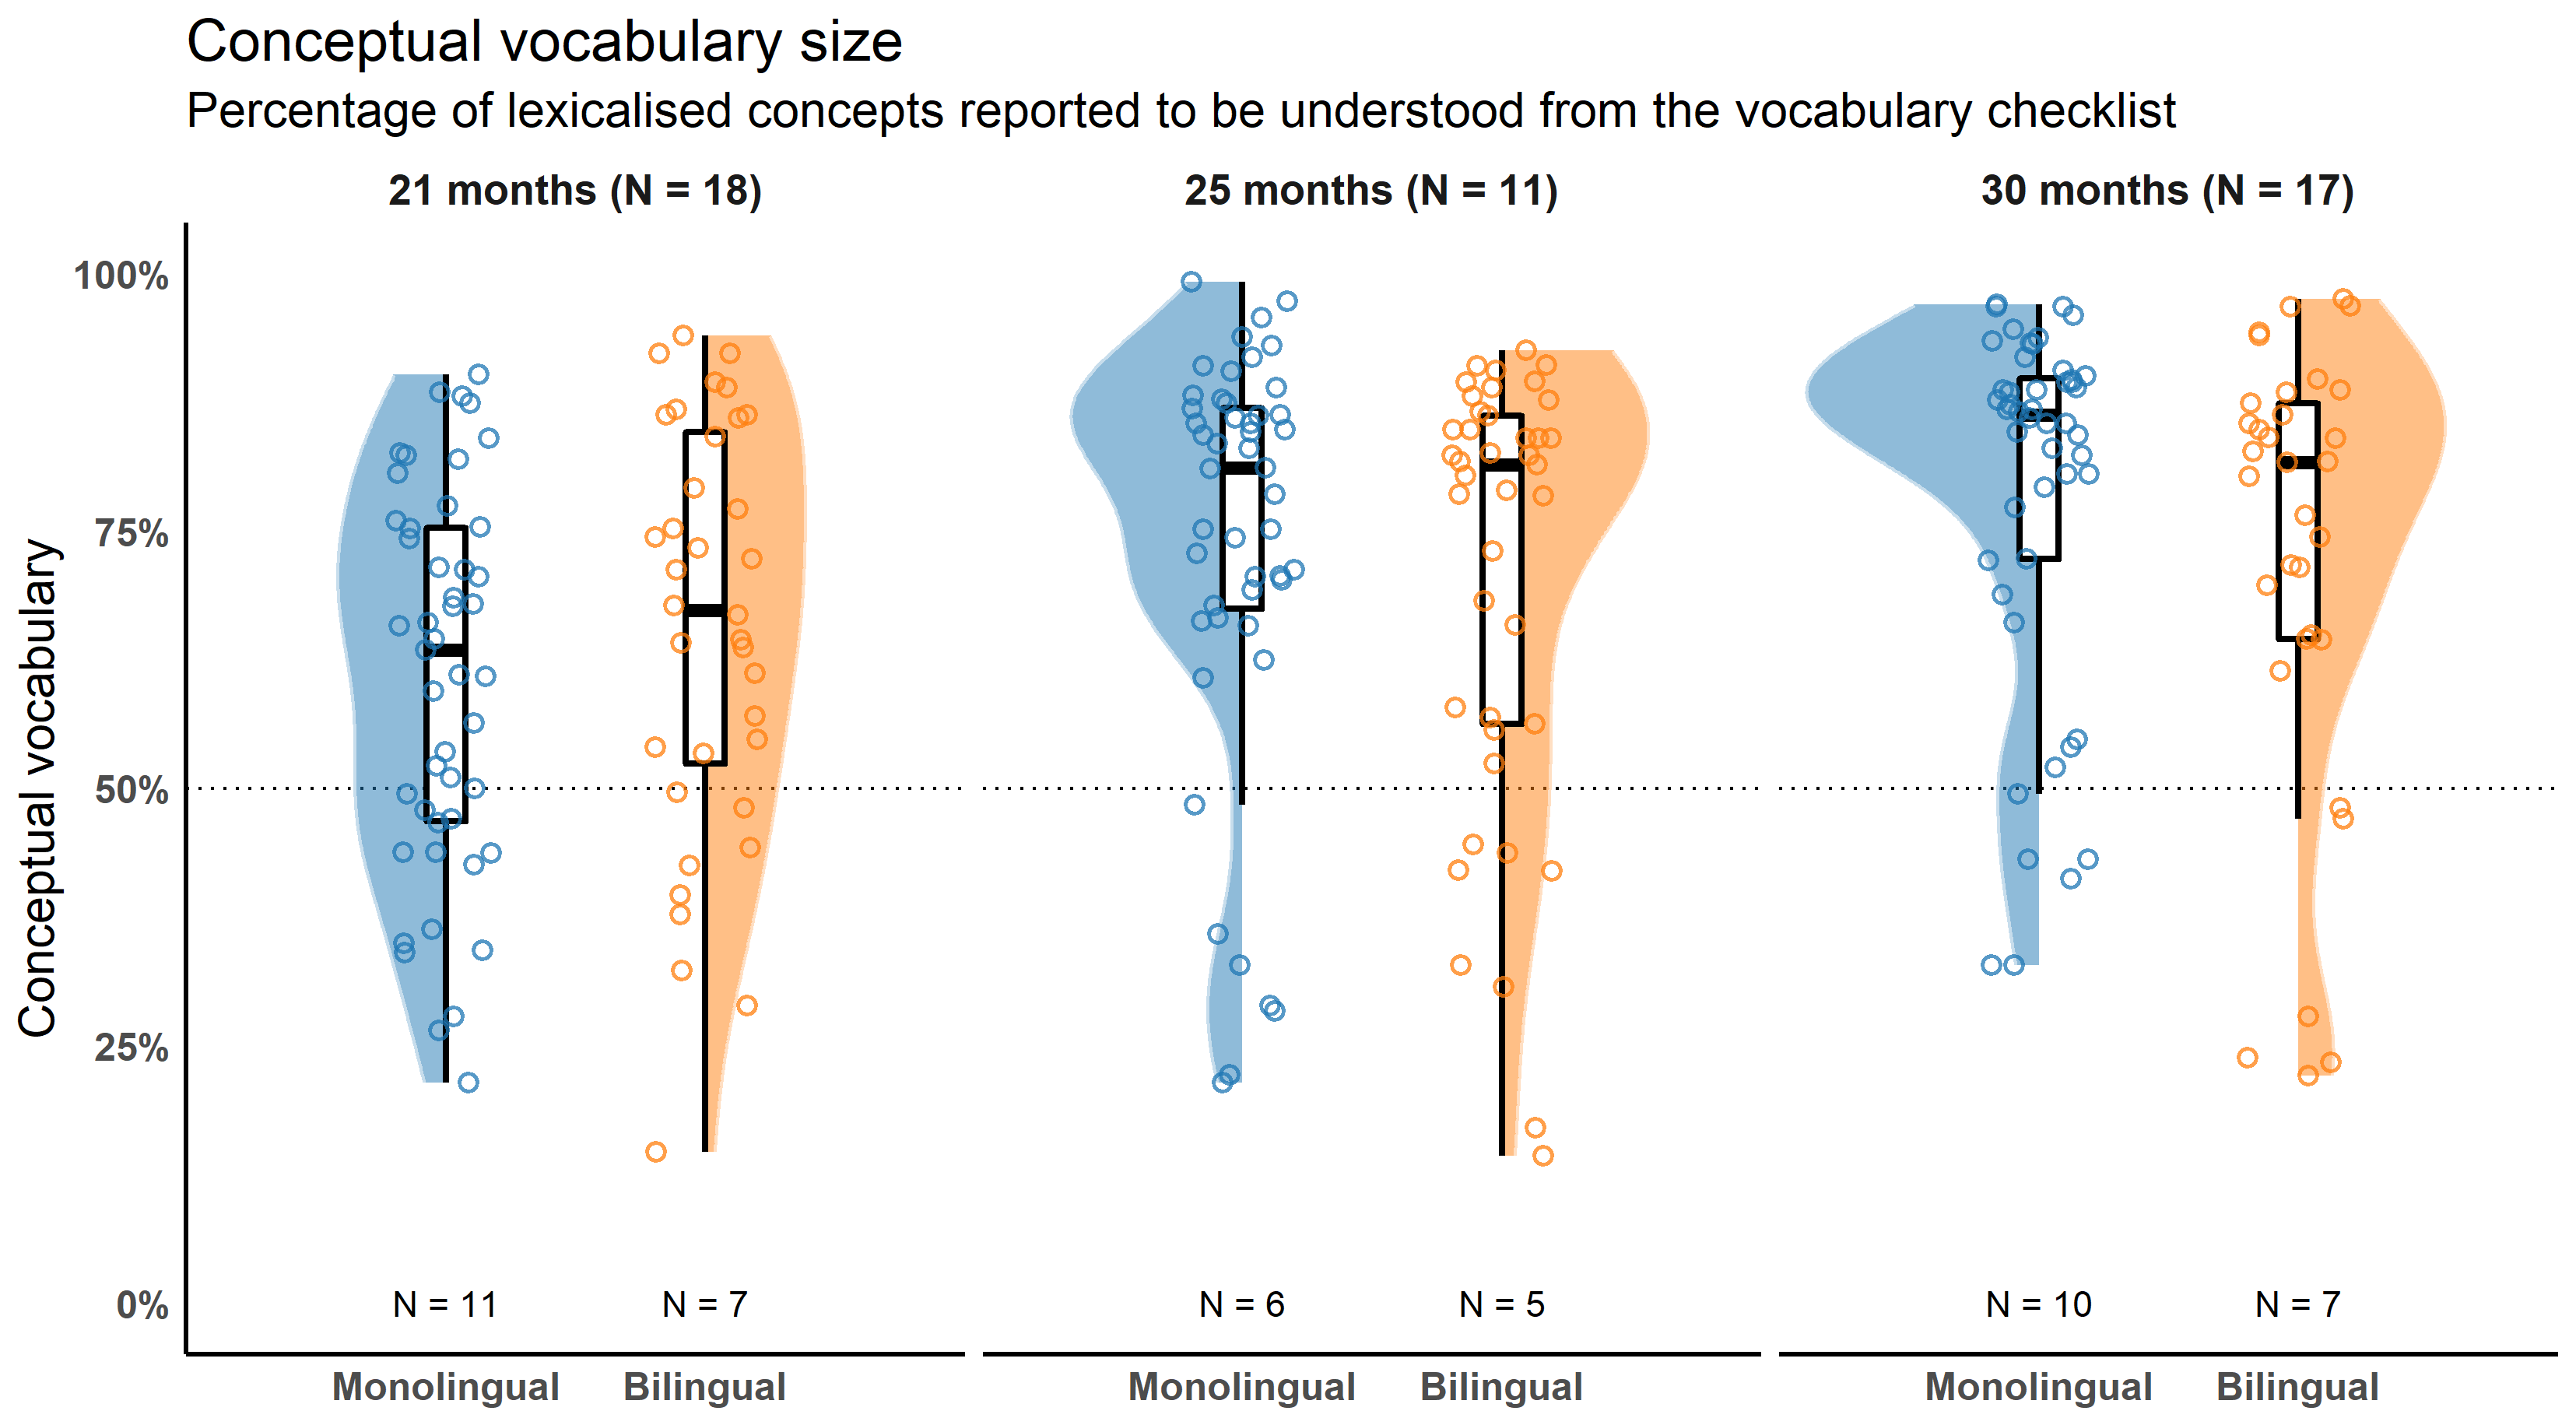 Conceptual vocabulary size
Percentage of lexicalised concepts reported to be understood from the vocabulary checklist
21 months (N = 18)
25 months (N = 11)
30 months (N = 17)
Conceptual vocabulary
100%
75%
50%
25%
0%
N = 11
N = 7
N = 6
N = 5
N = 10
N = 7
Monolingual
Bilingual
Monolingual
Bilingual
Monolingual
Bilingual